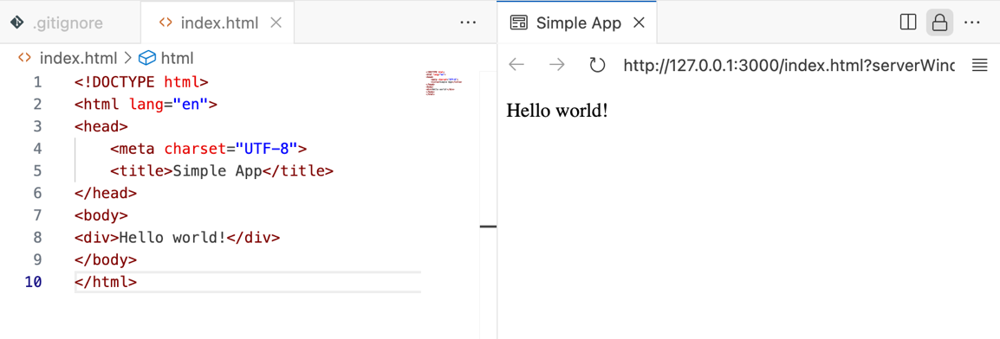 .gitignore
index.html
index.html > html
1 <!DOCTYPE html>
2 <html lang="en">
3 <head>
4     <meta charset="UTF-8">
5     <title>Simple App</title>
6 </head>
7 <body>
8 <div>Hello world!</div>
9 </body>
10 </html>
Simple App
http://127.0.0.1:3000/index.html?serverWinc
Hello world!